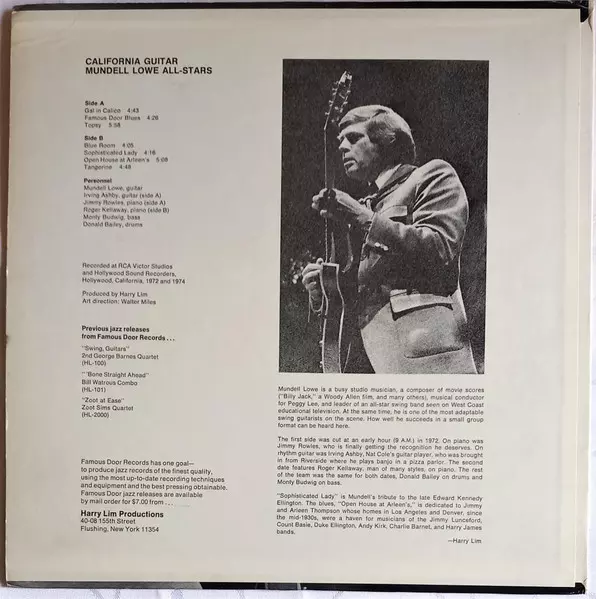 CALIFORNIA GUITAR
MUNDELL LOWE ALL-STARS
Side A
Gal in Calico 4:43
Famous Door Blues 4:26
Topsy 5:58
Side B
Blue Room 4:05
Sophisticated Lady 4:16
Open House at Arleen's 5:08
Tangerine 4:48
Personnel
Mundell Lowe, guitar
Irving Ashby, guitar (side A)
Jimmy Rowles, piano (side A)
Roger Kellaway, piano (side B)
Monty Budwig, bass
Donald Bailey, drums
Recorded at RCA Victor Studios
and Hollywood Sound Recorders,
Hollywood, California, 1972 and 1974
Produced by Harry Lim
Art direction: Walter Miles
Previous jazz releases
from Famous Door Records . . .
"Swing, Guitars"
2nd George Barnes Quartet
(HL-100)
"Bone Straight Ahead"
Bill Watrous Combo
(HL-101)
"Zoot at Ease"
Zoot Sims Quartet
(HL-2000)
Famous Door Records has one goal—
to produce jazz records of the finest quality,
using the most up-to-date recording techniques
and equipment and the best pressing obtainable.
Famous Door jazz releases are available
by mail order for $7.00 from . . .
Harry Lim Productions
40-08 155th Street
Flushing, New York 11354
Mundell Lowe is a busy studio musician, a composer of movie scores
("Billy Jack," a Woody Allen film, and many others), musical conductor
for Peggy Lee, and leader of an all-star swing band seen on West Coast
educational television. At the same time, he is one of the most adaptable
swing guitarists on the scene. How well he succeeds in a small group
format can be heard here.
The first side was cut at an early hour (9 A.M.) in 1972. On piano was
Jimmy Rowles, who is finally getting the recognition he deserves. On
rhythm guitar was Irving Ashby, Nat Cole's guitar player, who was brought
in from Riverside where he plays banjo in a pizza parlor. The second
date features Roger Kellaway, man of many styles, on piano. The rest
of the team was the same for both dates, Donald Bailey on drums and
Monty Budwig on bass.
"Sophisticated Lady" is Mundell's tribute to the late Edward Kennedy
Ellington. The blues, "Open House at Arleen's," is dedicated to Jimmy
and Arleen Thompson whose homes in Los Angeles and Denver, since
the mid-1930s, were a haven for musicians of the Jimmy Lunceford,
Count Basie, Duke Ellington, Andy Kirk, Charlie Barnet, and Harry James
bands.
—Harry Lim